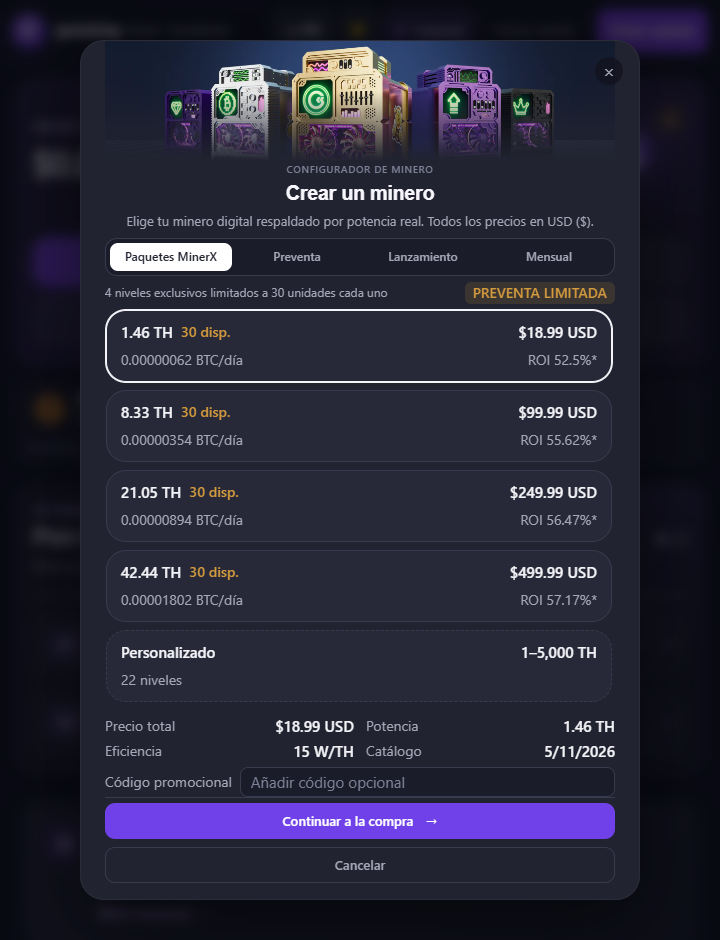 ×
CONFIGURADOR DE MINERO
Crear un minero
Elige tu minero digital respaldado por potencia real. Todos los precios en USD ($).
Paquetes MinerX Preventa Lanzamiento Mensual
4 niveles exclusivos limitados a 30 unidades cada uno PREVENTA LIMITADA
1.46 TH 30 disp. $18.99 USD
0.00000062 BTC/día ROI 52.5%*
8.33 TH 30 disp. $99.99 USD
0.00000354 BTC/día ROI 55.62%*
21.05 TH 30 disp. $249.99 USD
0.00000894 BTC/día ROI 56.47%*
42.44 TH 30 disp. $499.99 USD
0.00001802 BTC/día ROI 57.17%*
Personalizado 1–5,000 TH
22 niveles
Precio total $18.99 USD Potencia 1.46 TH
Eficiencia 15 W/TH Catálogo 5/11/2026
Código promocional Añadir código opcional
Continuar a la compra →
Cancelar